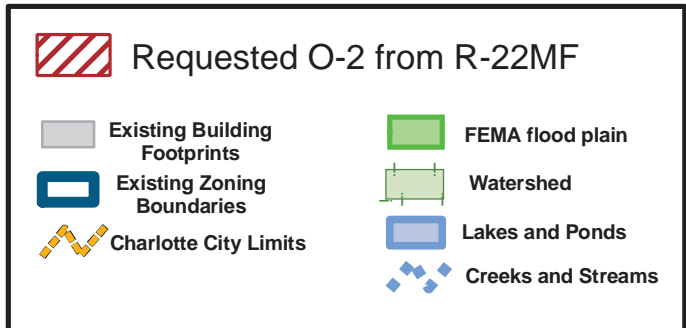 Requested O-2 from R-22MF
Existing Building
Footprints
Existing Zoning
Boundaries
Charlotte City Limits
FEMA flood plain
Watershed
Lakes and Ponds
Creeks and Streams